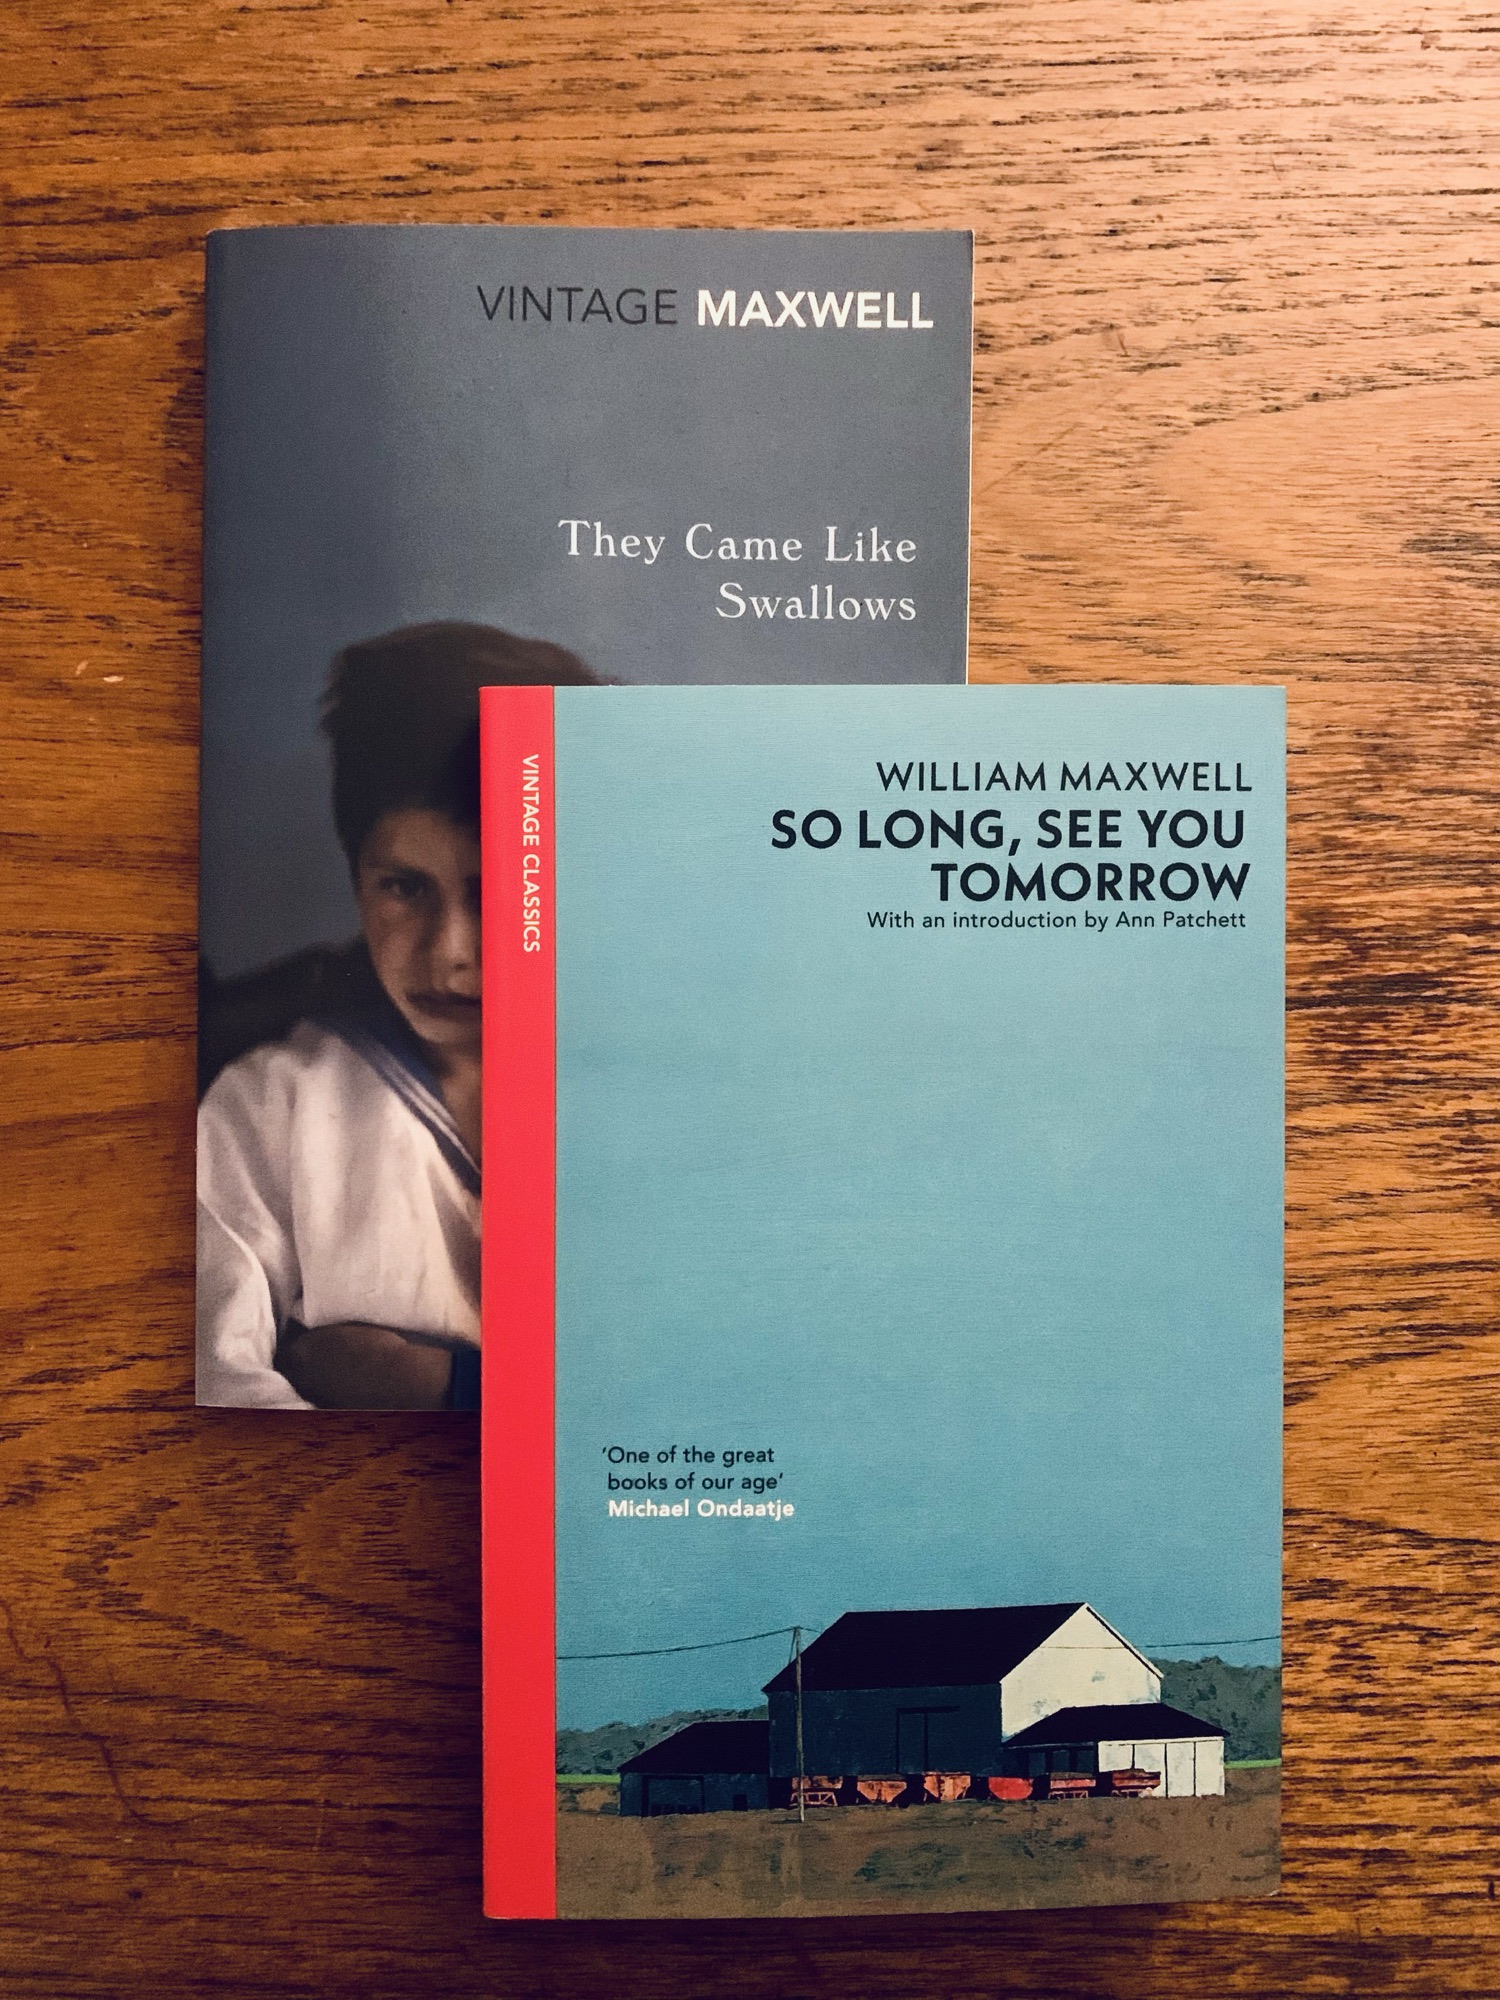 VINTAGE MAXWELL
They Came Like
Swallows
VINTAGE CLASSICS
WILLIAM MAXWELL
SO LONG, SEE YOU
TOMORROW
With an introduction by Ann Patchett
‘One of the great
books of our age’
Michael Ondaatje